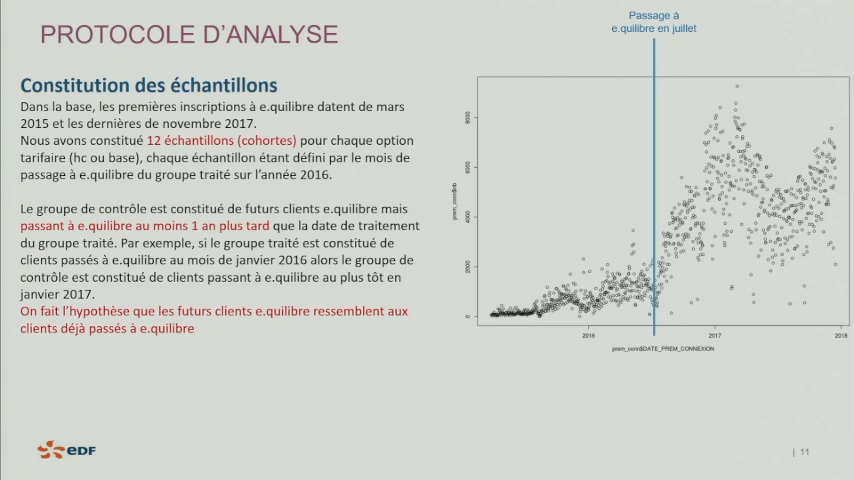 PROTOCOLE D'ANALYSE
Passage à
e.quilibre en juillet
Constitution des échantillons
Dans la base, les premières inscriptions à e.quilibre datent de mars
2015 et les dernières de novembre 2017.
Nous avons constitué 12 échantillons (cohortes) pour chaque option
tarifaire (hc ou base), chaque échantillon étant défini par le mois de
passage à e.quilibre du groupe traité sur l'année 2016.
Le groupe de contrôle est constitué de futurs clients e.quilibre mais
passant à e.quilibre au moins 1 an plus tard que la date de traitement
du groupe traité. Par exemple, si le groupe traité est constitué de
clients passés à e.quilibre au mois de janvier 2016 alors le groupe de
contrôle est constitué de clients passant à e.quilibre au plus tôt en
janvier 2017.
On fait l'hypothèse que les futurs clients e.quilibre ressemblent aux
clients déjà passés à e.quilibre
prem_conn$nb
8000
6000
4000
2000
0
2016
2017
2018
prem_conn$DATE_PREM_CONNEXION
eDF
| 11